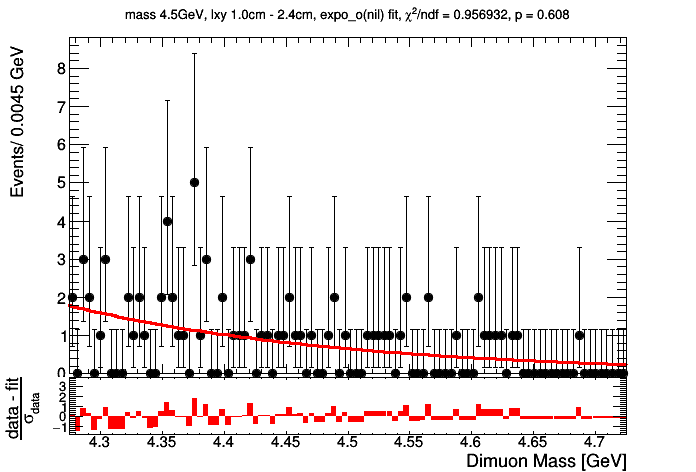 mass 4.5GeV, lxy 1.0cm - 2.4cm, expo_o(nil) fit, χ²/ndf = 0.956932, p = 0.608
Events/ 0.0045 GeV
8
7
6
5
4
3
2
1
0
data - fit
σdata
3
2
1
0
−1
4.3 4.35 4.4 4.45 4.5 4.55 4.6 4.65 4.7
Dimuon Mass [GeV]